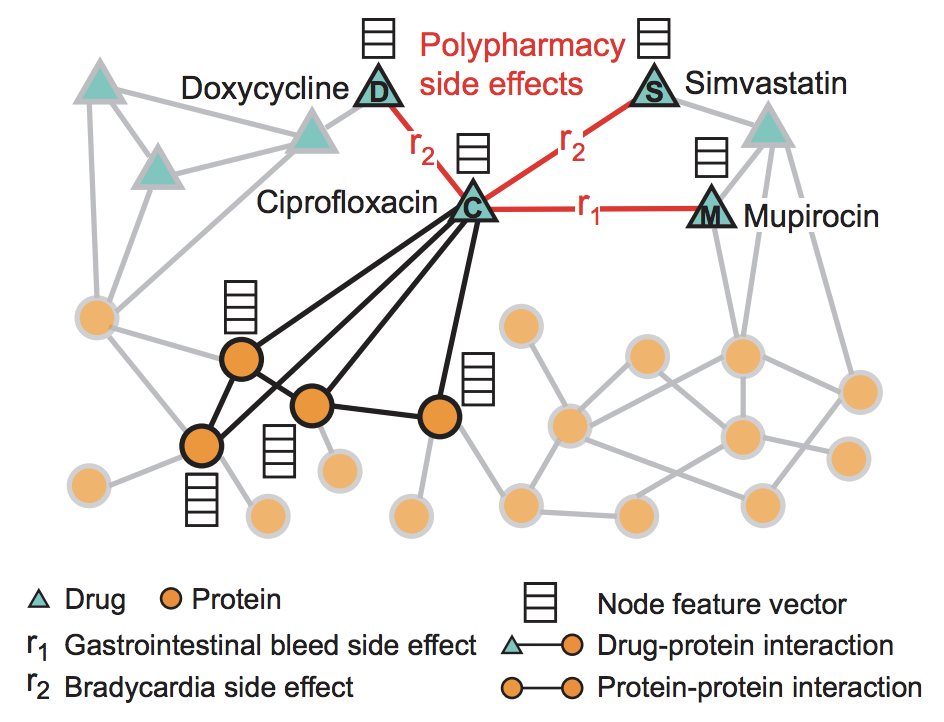 Polypharmacy
side effects
Doxycycline
D
S
Simvastatin
r2
r2
Ciprofloxacin
C
r1
M
Mupirocin
Drug
Protein
Node feature vector
r1 Gastrointestinal bleed side effect
Drug-protein interaction
r2 Bradycardia side effect
Protein-protein interaction